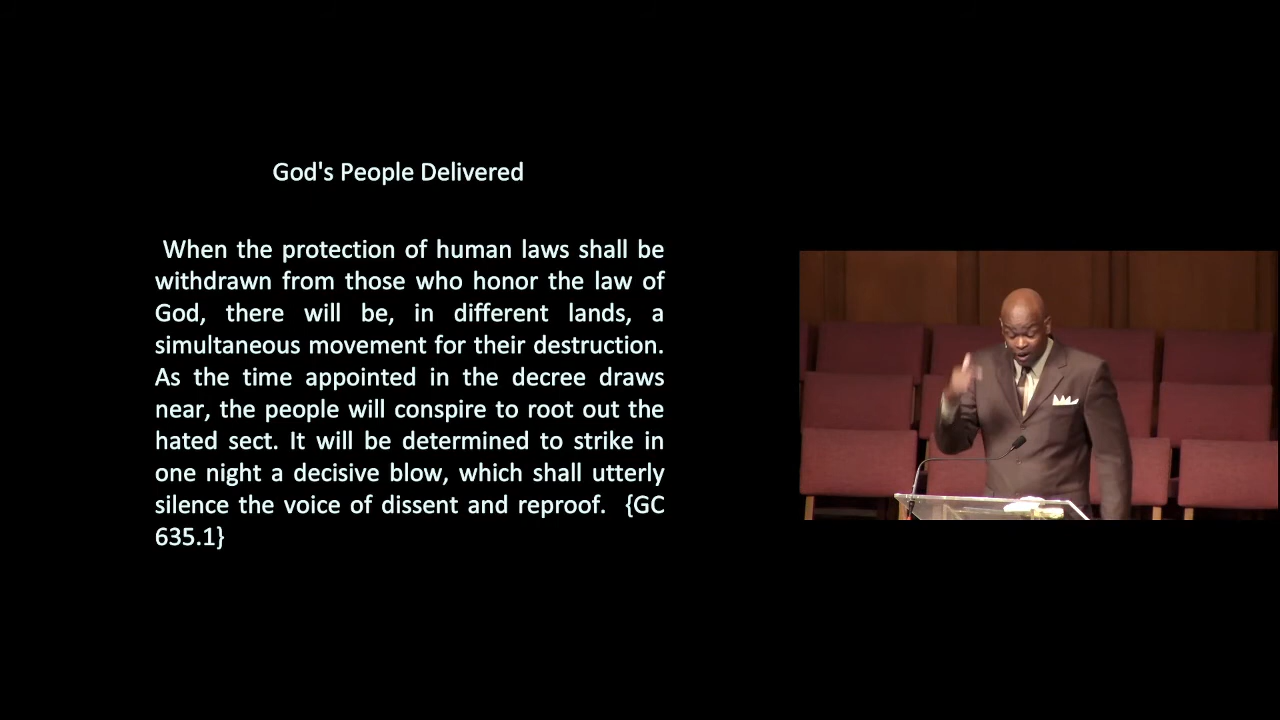 God's People Delivered
When the protection of human laws shall be
withdrawn from those who honor the law of
God, there will be, in different lands, a
simultaneous movement for their destruction.
As the time appointed in the decree draws
near, the people will conspire to root out the
hated sect. It will be determined to strike in
one night a decisive blow, which shall utterly
silence the voice of dissent and reproof. {GC
635.1}